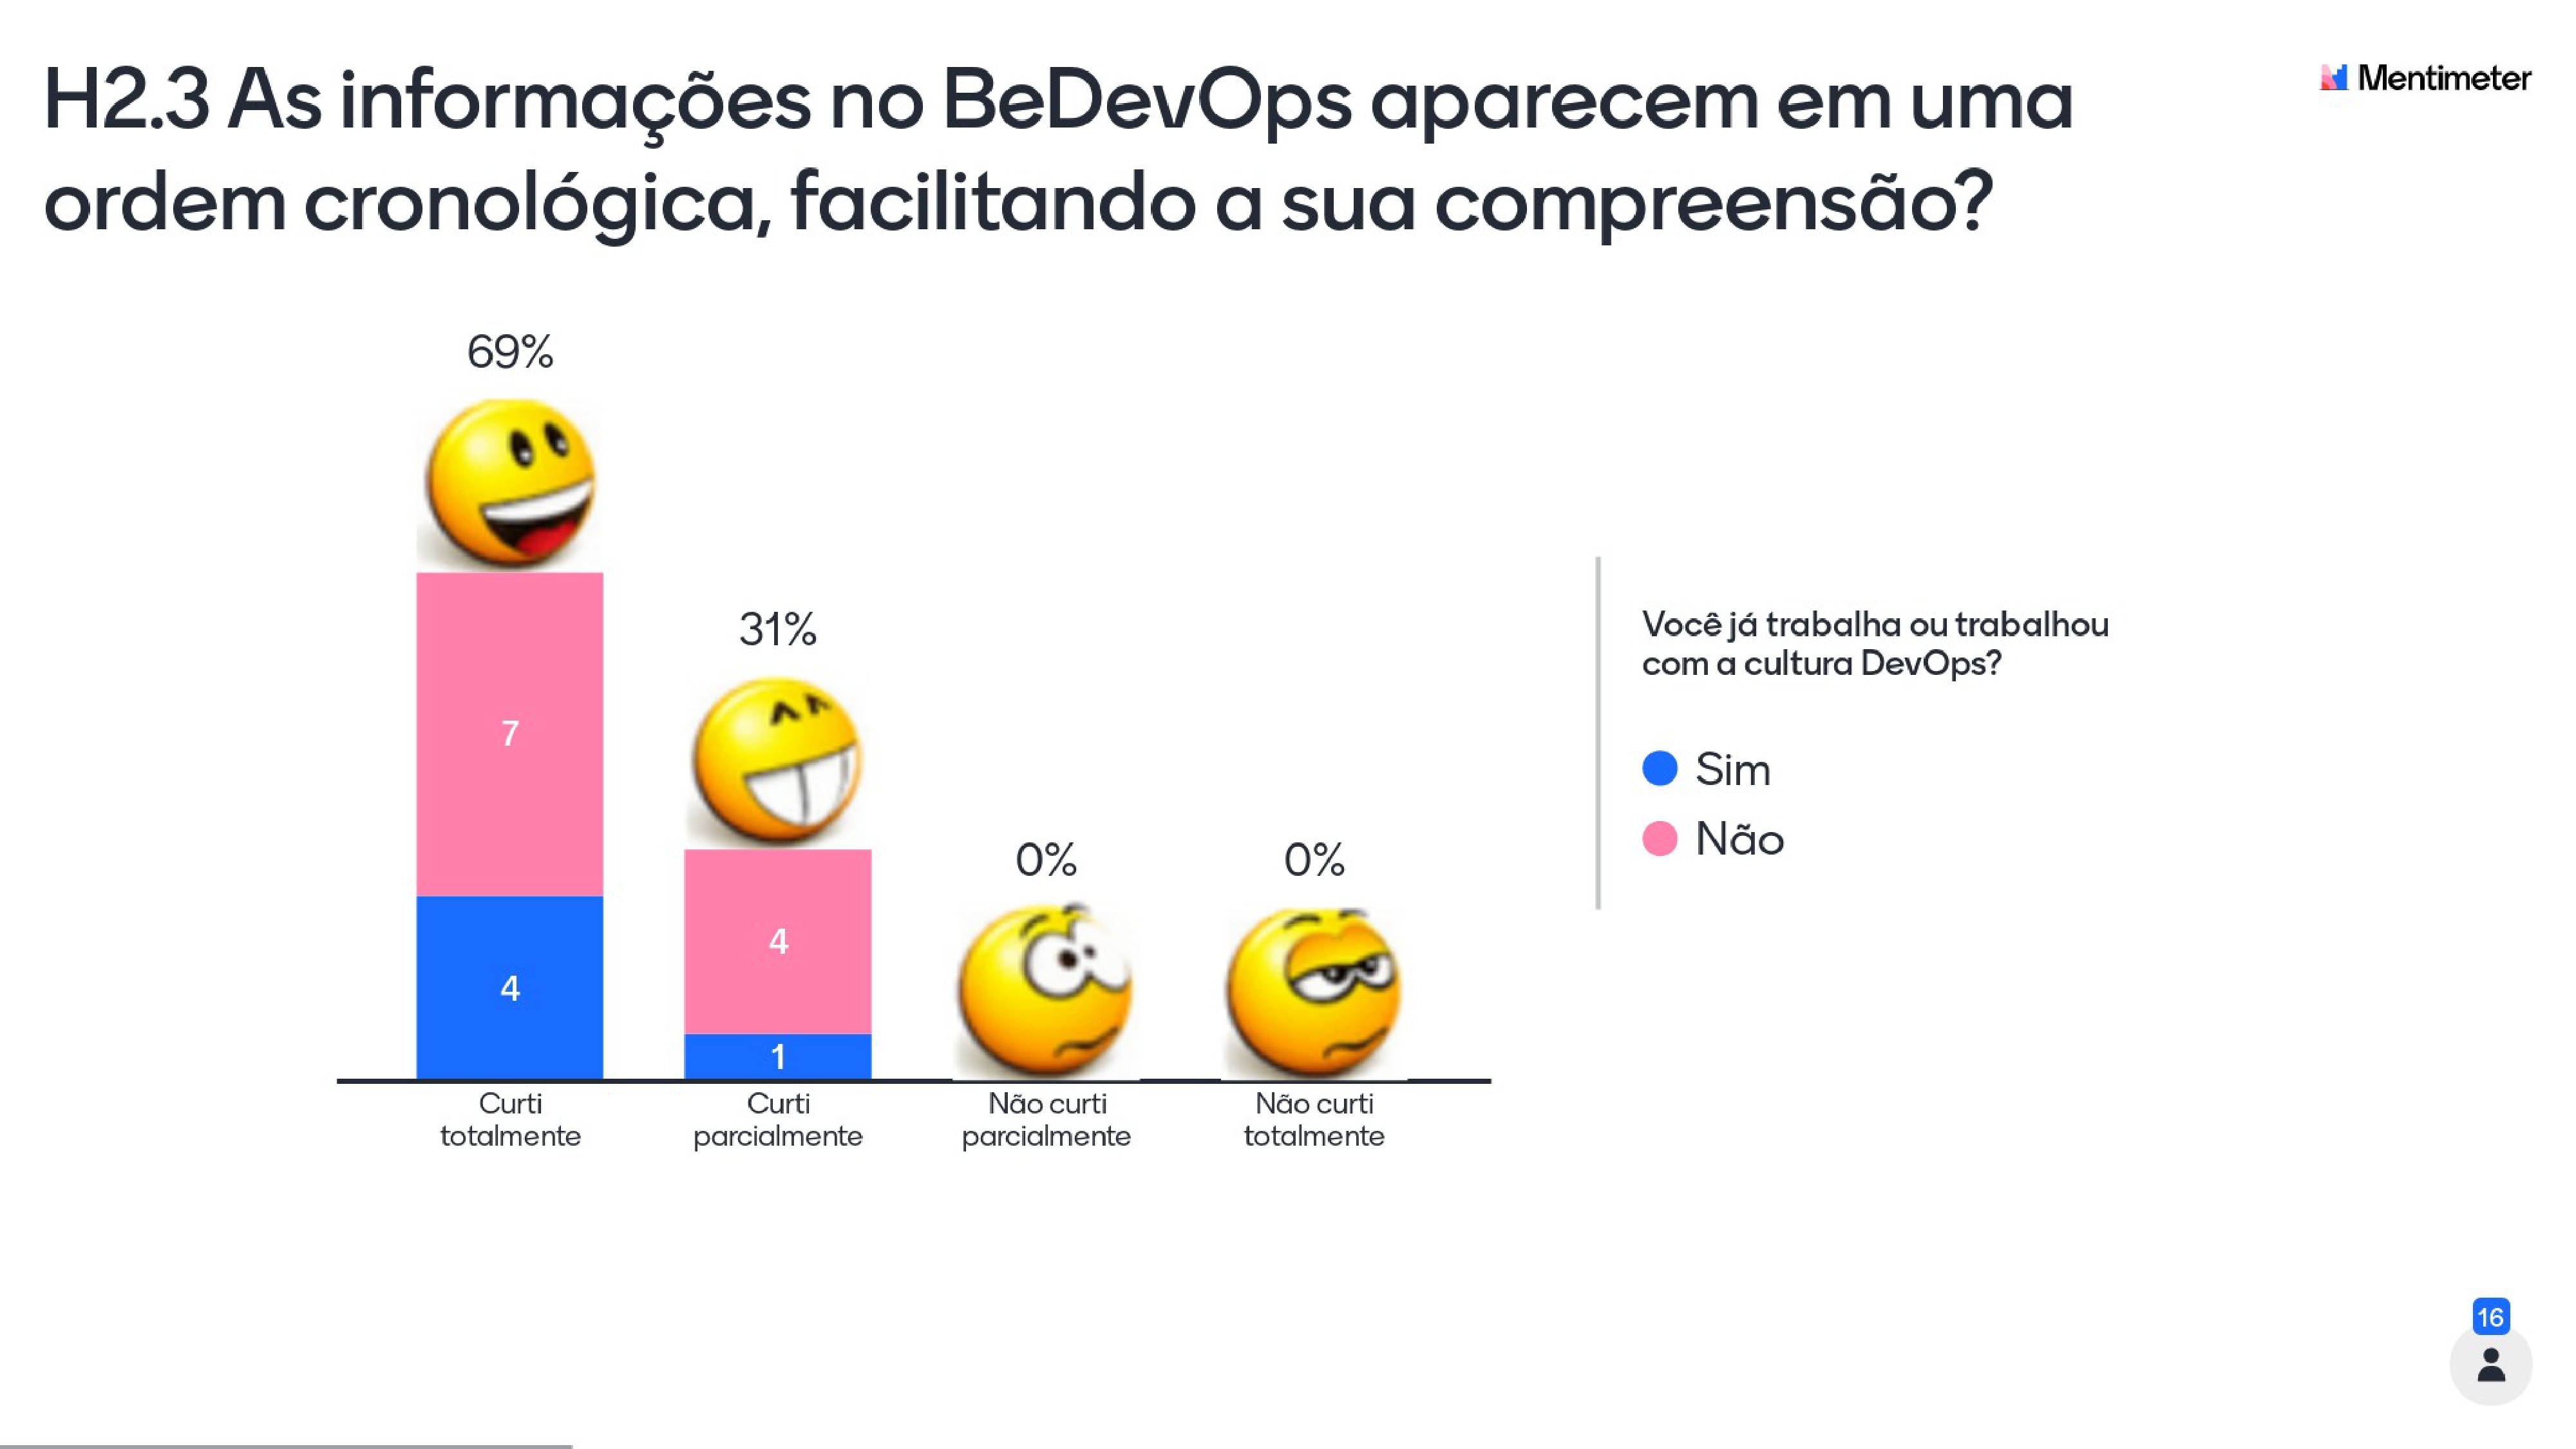 H2.3 As informações no BeDevOps aparecem em uma
ordem cronológica, facilitando a sua compreensão?
Mentimeter
69%
31%
0%
0%
7
4
4
1
Curti
totalmente
Curti
parcialmente
Não curti
parcialmente
Não curti
totalmente
Você já trabalha ou trabalhou
com a cultura DevOps?
Sim
Não
16